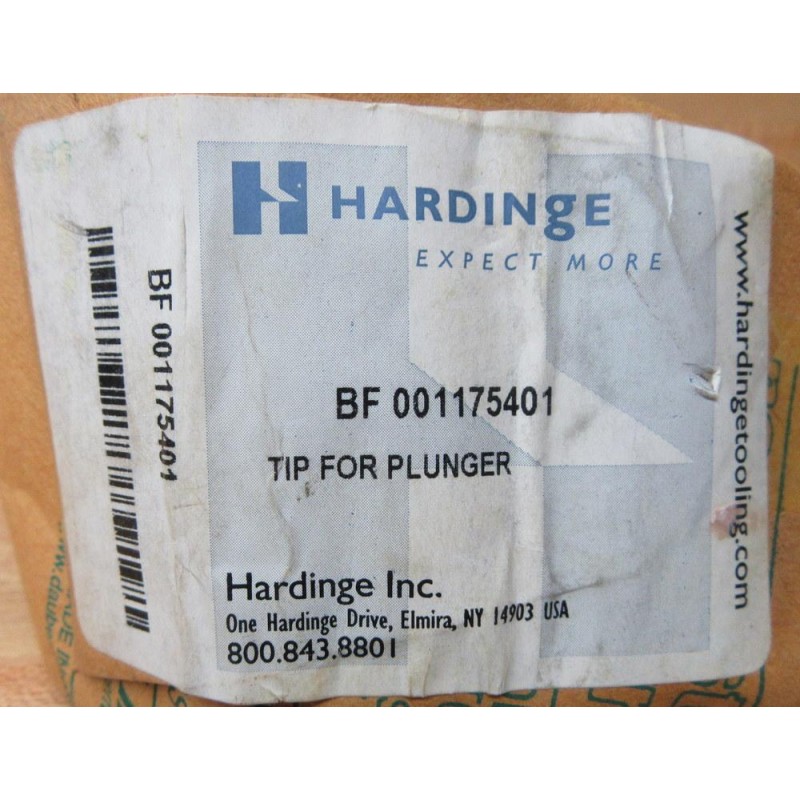 HARDINgE
EXPECT MORE
BF 001175401
TIP FOR PLUNGER
Hardinge Inc.
One Hardinge Drive, Elmira, NY 14903 USA
800.843.8801
BF 001175401
www.hardingetooling.com